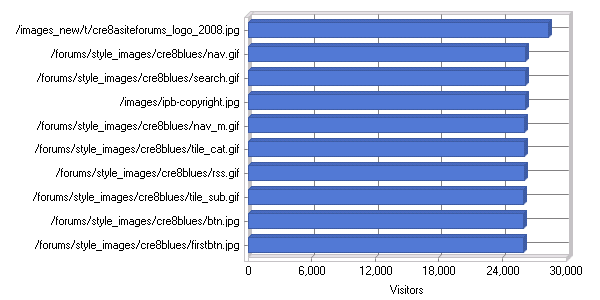 /images_new/t/cre8asiteforums_logo_2008.jpg
/forums/style_images/cre8blues/nav.gif
/forums/style_images/cre8blues/search.gif
/images/ipb-copyright.jpg
/forums/style_images/cre8blues/nav_m.gif
/forums/style_images/cre8blues/tile_cat.gif
/forums/style_images/cre8blues/rss.gif
/forums/style_images/cre8blues/tile_sub.gif
/forums/style_images/cre8blues/btn.jpg
/forums/style_images/cre8blues/firstbtn.jpg
0 6,000 12,000 18,000 24,000 30,000
Visitors